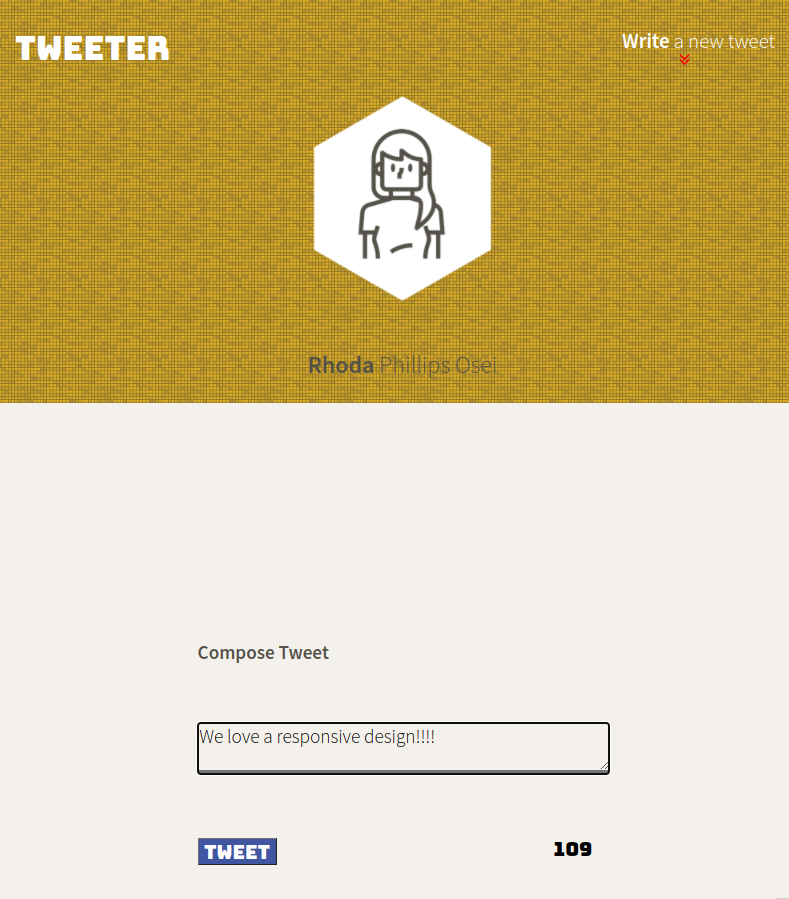 TWEETER
Write a new tweet
Rhoda Phillips Osei
Compose Tweet
We love a responsive design!!!!
TWEET
109